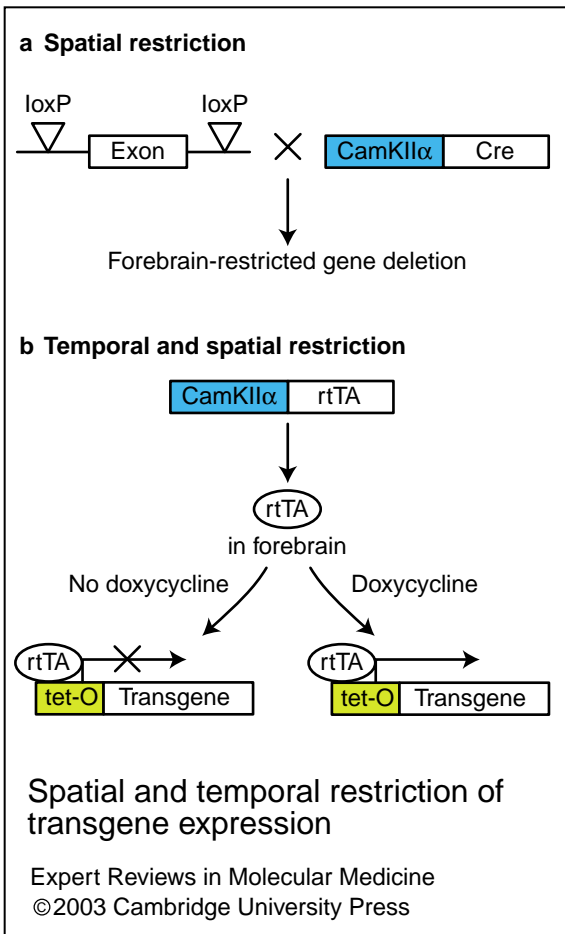 a Spatial restriction
loxP loxP
Exon CamKIIα Cre
Forebrain-restricted gene deletion
b Temporal and spatial restriction
CamKIIα rtTA
rtTA
in forebrain
No doxycycline Doxycycline
rtTA rtTA
tet-O Transgene tet-O Transgene
Spatial and temporal restriction of
transgene expression
Expert Reviews in Molecular Medicine
©2003 Cambridge University Press